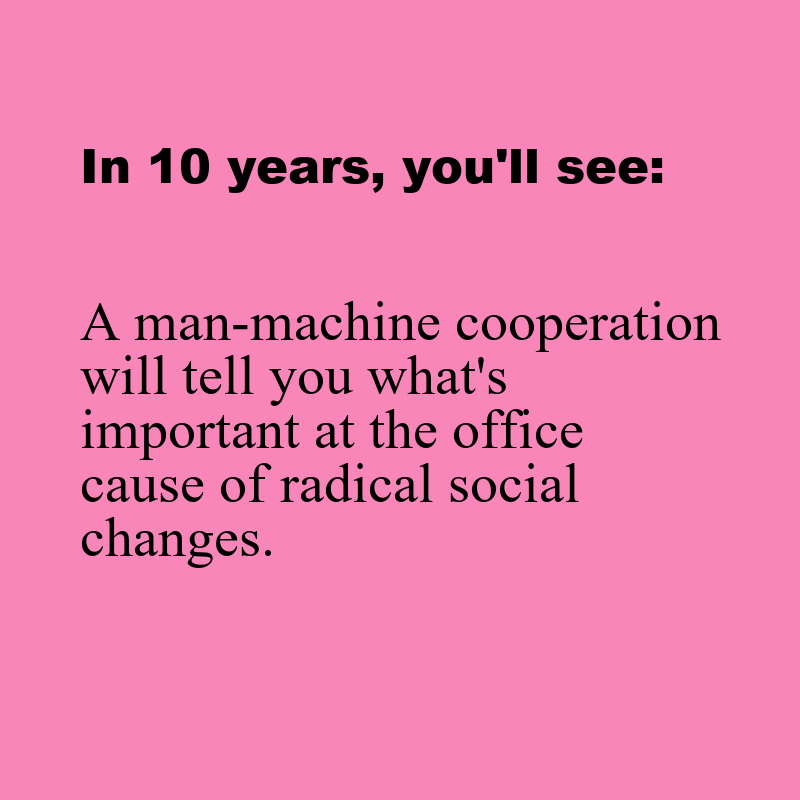 In 10 years, you'll see:
A man-machine cooperation
will tell you what's
important at the office
cause of radical social
changes.